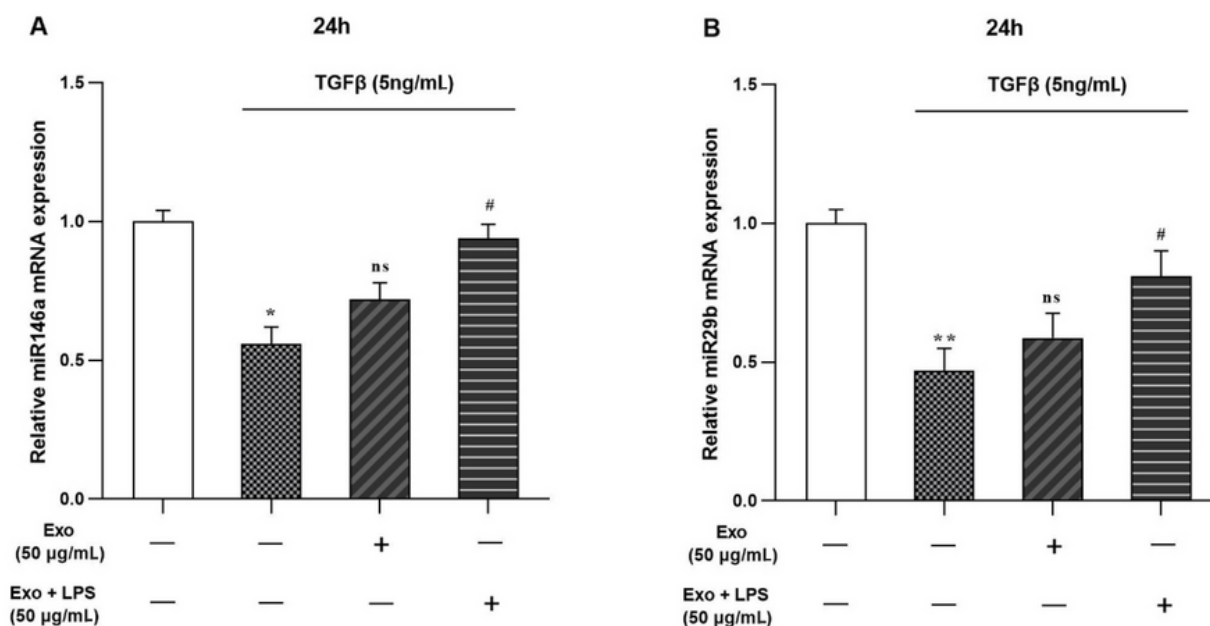 A
24h
TGFβ (5ng/mL)
Relative miR146a mRNA expression
1.5
1.0
0.5
0.0
*
ns
#
Exo
(50 µg/mL)
— — + —
Exo + LPS
(50 µg/mL)
— — — +
B
24h
TGFβ (5ng/mL)
Relative miR29b mRNA expression
1.5
1.0
0.5
0.0
**
ns
#
Exo
(50 µg/mL)
— — + —
Exo + LPS
(50 µg/mL)
— — — +